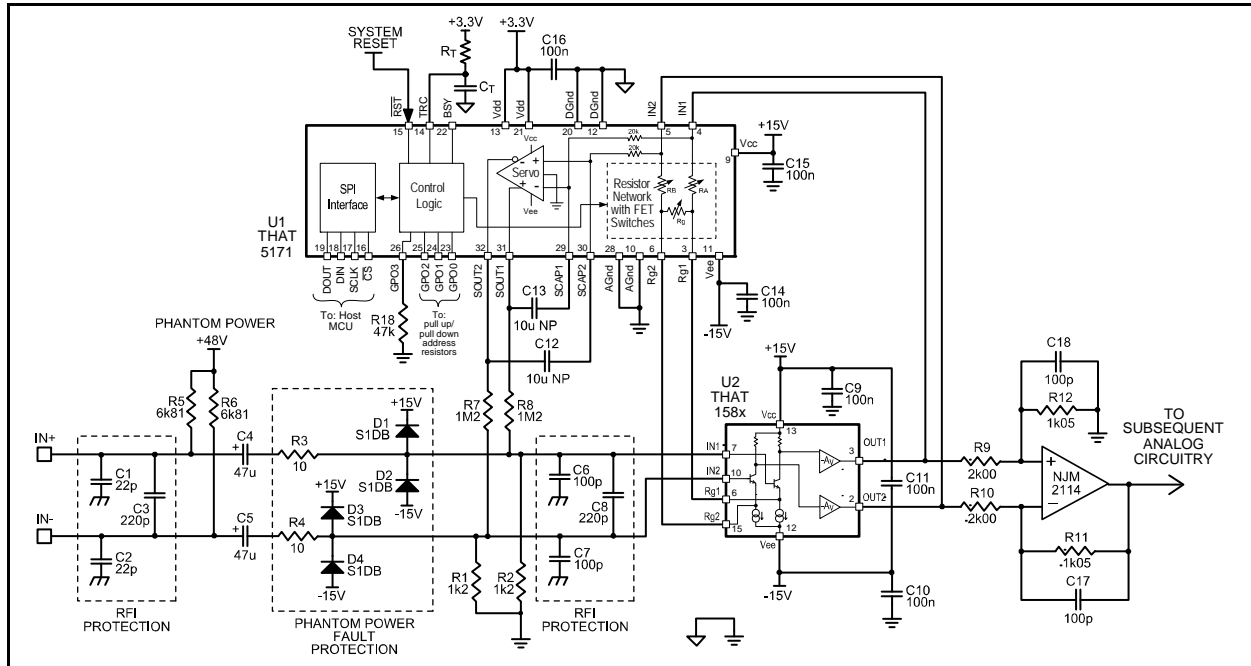 SYSTEM
RESET
+3.3V
RT
CT
+3.3V
C16
100n
RST
TRC
BSY
Vdd
Vdd
DGnd
DGnd
IN2
IN1
15
14
22
13
21
20
12
5
4
+15V
Vcc
9
C15
100n
20k
20k
Vcc
Servo
Vee
SPI
Interface
Control
Logic
Resistor
Network
with FET
Switches
RB
RA
Rg
U1
THAT
5171
19
18
17
16
26
25
24
23
32
31
29
30
28
10
6
3
11
DOUT
DIN
SCLK
CS
GPO3
GPO2
GPO1
GPO0
SOUT2
SOUT1
SCAP1
SCAP2
AGnd
AGnd
Rg2
Rg1
Vee
To: Host
MCU
R18
47k
To:
pull up/
pull down
address
resistors
C13
10u NP
C12
10u NP
C14
100n
-15V
PHANTOM POWER
+48V
R5
6k81
R6
6k81
IN+
IN-
C1
22p
C3
220p
C2
22p
RFI
PROTECTION
C4
+
47u
C5
+
47u
R3
10
R4
10
+15V
D1
S1DB
D2
S1DB
-15V
+15V
D3
S1DB
D4
S1DB
-15V
PHANTOM POWER
FAULT
PROTECTION
R7
1M2
R8
1M2
R1
1k2
R2
1k2
C6
100p
C8
220p
C7
100p
RFI
PROTECTION
U2
THAT
158x
+15V
C9
100n
Vcc
13
IN1
7
IN2
10
Rg1
6
Rg2
15
-Av
-Av
3
OUT1
2
OUT2
12
Vee
-15V
C11
100n
C10
100n
R9
2k00
R10
2k00
C18
100p
R12
1k05
+
-
NJM
2114
R11
1k05
C17
100p
TO
SUBSEQUENT
ANALOG
CIRCUITRY